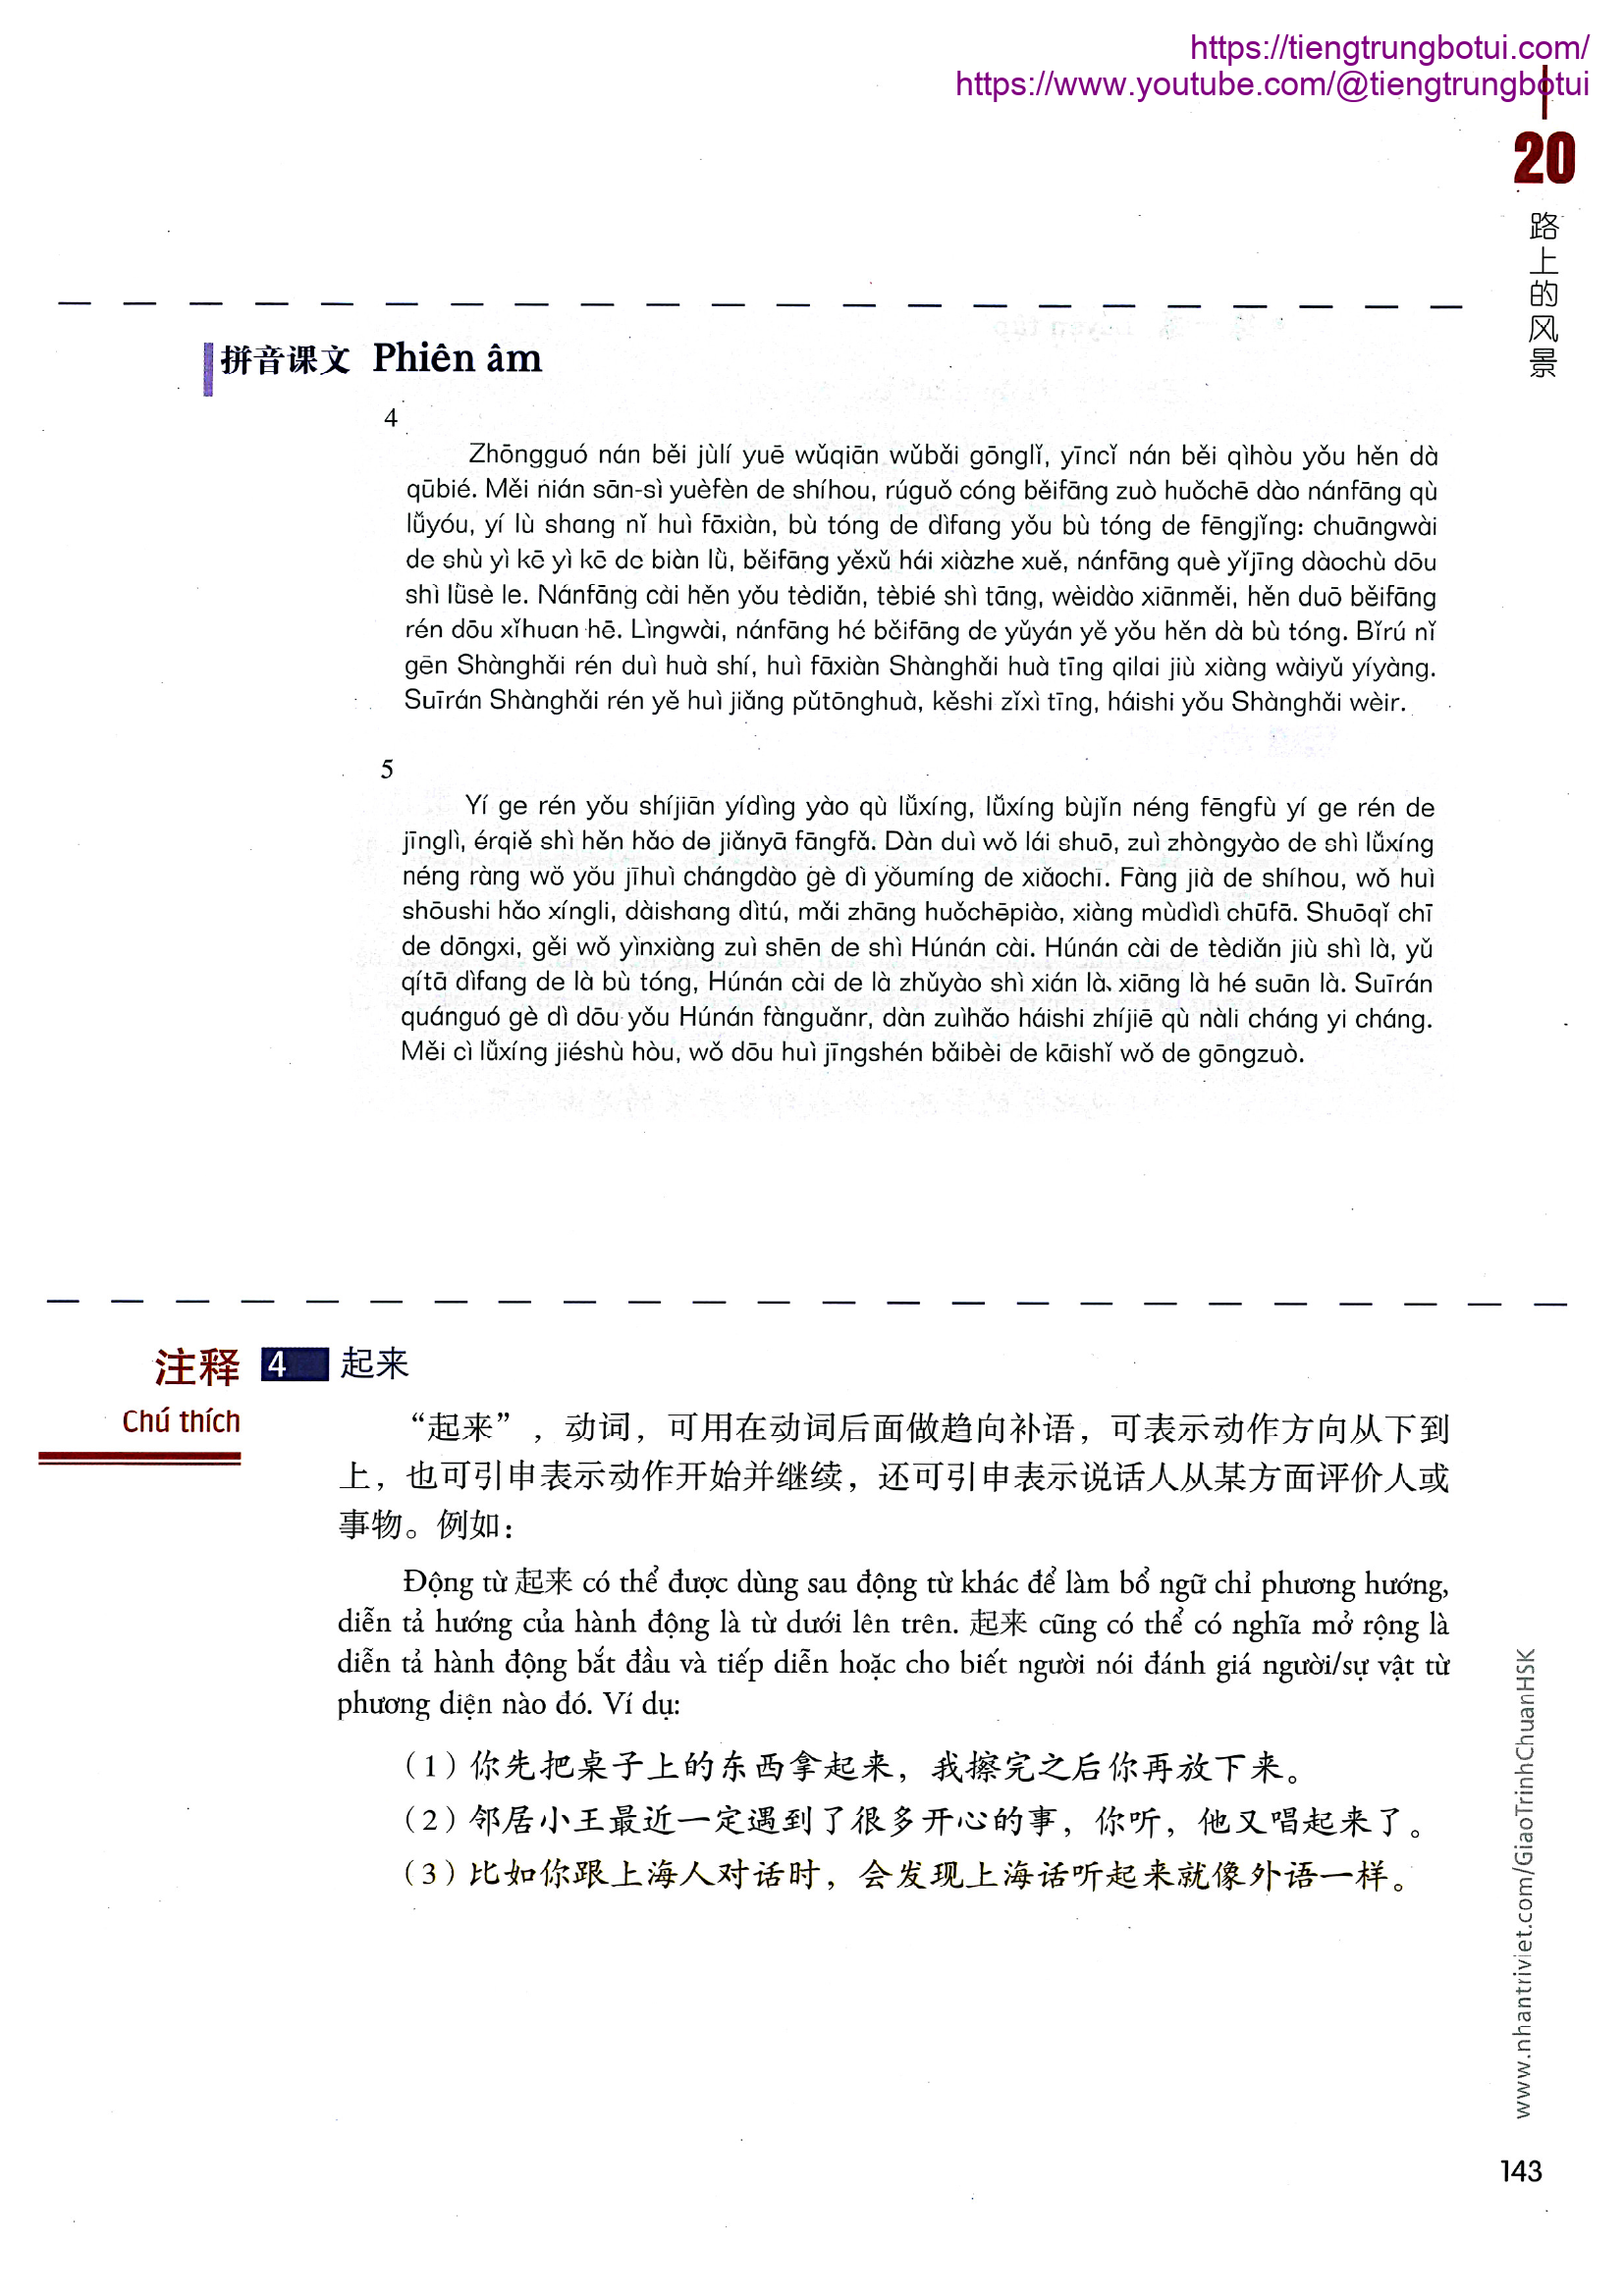 https://tiengtrungbotui.com/
https://www.youtube.com/@tiengtrungbotui
20
路上的风景
拼音课文 Phiên âm
4
Zhōngguó nán běi jùlí yuē wǔqiān wǔbǎi gōnglǐ, yīncǐ nán běi qìhòu yǒu hěn dà
qūbié. Měi nián sān-sì yuèfèn de shíhou, rúguǒ cóng běifāng zuò huǒchē dào nánfāng qù
lǚyóu, yí lù shang nǐ huì fāxiàn, bù tóng de dìfang yǒu bù tóng de fēngjǐng: chuāngwài
de shù yì kē yì kē de biàn lǜ, běifāng yěxǔ hái xiàzhe xuě, nánfāng què yǐjīng dàochù dōu
shì lǜsè le. Nánfāng cài hěn yǒu tèdiǎn, tèbié shì tāng, wèidào xiānměi, hěn duō běifāng
rén dōu xǐhuan hē. Lìngwài, nánfāng hé běifāng de yǔyán yě yǒu hěn dà bù tóng. Bǐrú nǐ
gēn Shànghǎi rén duì huà shí, huì fāxiàn Shànghǎi huà tīng qilai jiù xiàng wàiyǔ yíyàng.
Suīrán Shànghǎi rén yě huì jiǎng pǔtōnghuà, kěshi zǐxì tīng, háishi yǒu Shànghǎi wèir.
5
Yí ge rén yǒu shíjiān yídìng yào qù lǚxíng, lǚxíng bùjǐn néng fēngfù yí ge rén de
jīnglì, érqiě shì hěn hǎo de jiǎnyā fāngfǎ. Dàn duì wǒ lái shuō, zuì zhòngyào de shì lǚxíng
néng ràng wǒ yǒu jīhuì chángdào gè dì yǒumíng de xiǎochī. Fàng jià de shíhou, wǒ huì
shōushi hǎo xíngli, dàishang dìtú, mǎi zhāng huǒchēpiào, xiàng mùdìdì chūfā. Shuōqǐ chī
de dōngxi, gěi wǒ yìnxiàng zuì shēn de shì Húnán cài. Húnán cài de tèdiǎn jiù shì là, yǔ
qítā dìfang de là bù tóng, Húnán cài de là zhǔyào shì xián là、xiāng là hé suān là. Suīrán
quánguó gè dì dōu yǒu Húnán fànguǎnr, dàn zuìhǎo háishi zhíjiē qù nàli cháng yi cháng.
Měi cì lǚxíng jiéshù hòu, wǒ dōu huì jīngshén bǎibèi de kāishǐ wǒ de gōngzuò.
注释 4 起来
Chú thích
“起来”，动词，可用在动词后面做趋向补语，可表示动作方向从下到
上，也可引申表示动作开始并继续，还可引申表示说话人从某方面评价人或
事物。例如：
Động từ 起来 có thể được dùng sau động từ khác để làm bổ ngữ chỉ phương hướng,
diễn tả hướng của hành động là từ dưới lên trên. 起来 cũng có thể có nghĩa mở rộng là
diễn tả hành động bắt đầu và tiếp diễn hoặc cho biết người nói đánh giá người/sự vật từ
phương diện nào đó. Ví dụ:
（1）你先把桌子上的东西拿起来，我擦完之后你再放下来。
（2）邻居小王最近一定遇到了很多开心的事，你听，他又唱起来了。
（3）比如你跟上海人对话时，会发现上海话听起来就像外语一样。
www.nhantriviet.com/GiaoTrinhChuanHSK
143